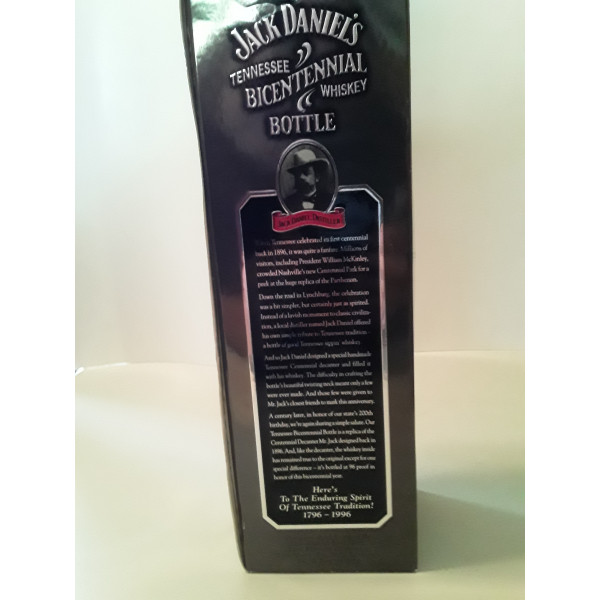 JACK DANIEL'S
TENNESSEE WHISKEY
BICENTENNIAL
BOTTLE
JACK DANIEL DISTILLERY
Tennessee celebrated its first centennial
back in 1896, it was quite a fanfare. Millions of
visitors, including President William McKinley,
crowded Nashville's new Centennial Park for a
peek at the huge replica of the Parthenon.
Down the road in Lynchburg, the celebration
was a bit simpler, but certainly just as spirited.
Instead of a lavish monument to classic civiliza-
tion, a local distiller named Jack Daniel offered
his own simple tribute to Tennessee tradition –
a bottle of good Tennessee sippin' whiskey.
And so Jack Daniel designed a special handmade
Tennessee Centennial decanter and filled it
with his whiskey. The difficulty in crafting the
bottle's beautiful twisting neck meant only a few
were ever made. And those few were given to
Mr. Jack's closest friends to mark this anniversary.
A century later, in honor of our state's 200th
birthday, we're again sharing a simple salute. Our
Tennessee Bicentennial Bottle is a replica of the
Centennial Decanter Mr. Jack designed back in
1896. And, like the decanter, the whiskey inside
has remained true to the original except for one
special difference – it's bottled at 96 proof in
honor of this bicentennial year.
Here's
To The Enduring Spirit
Of Tennessee Tradition!
1796 – 1996